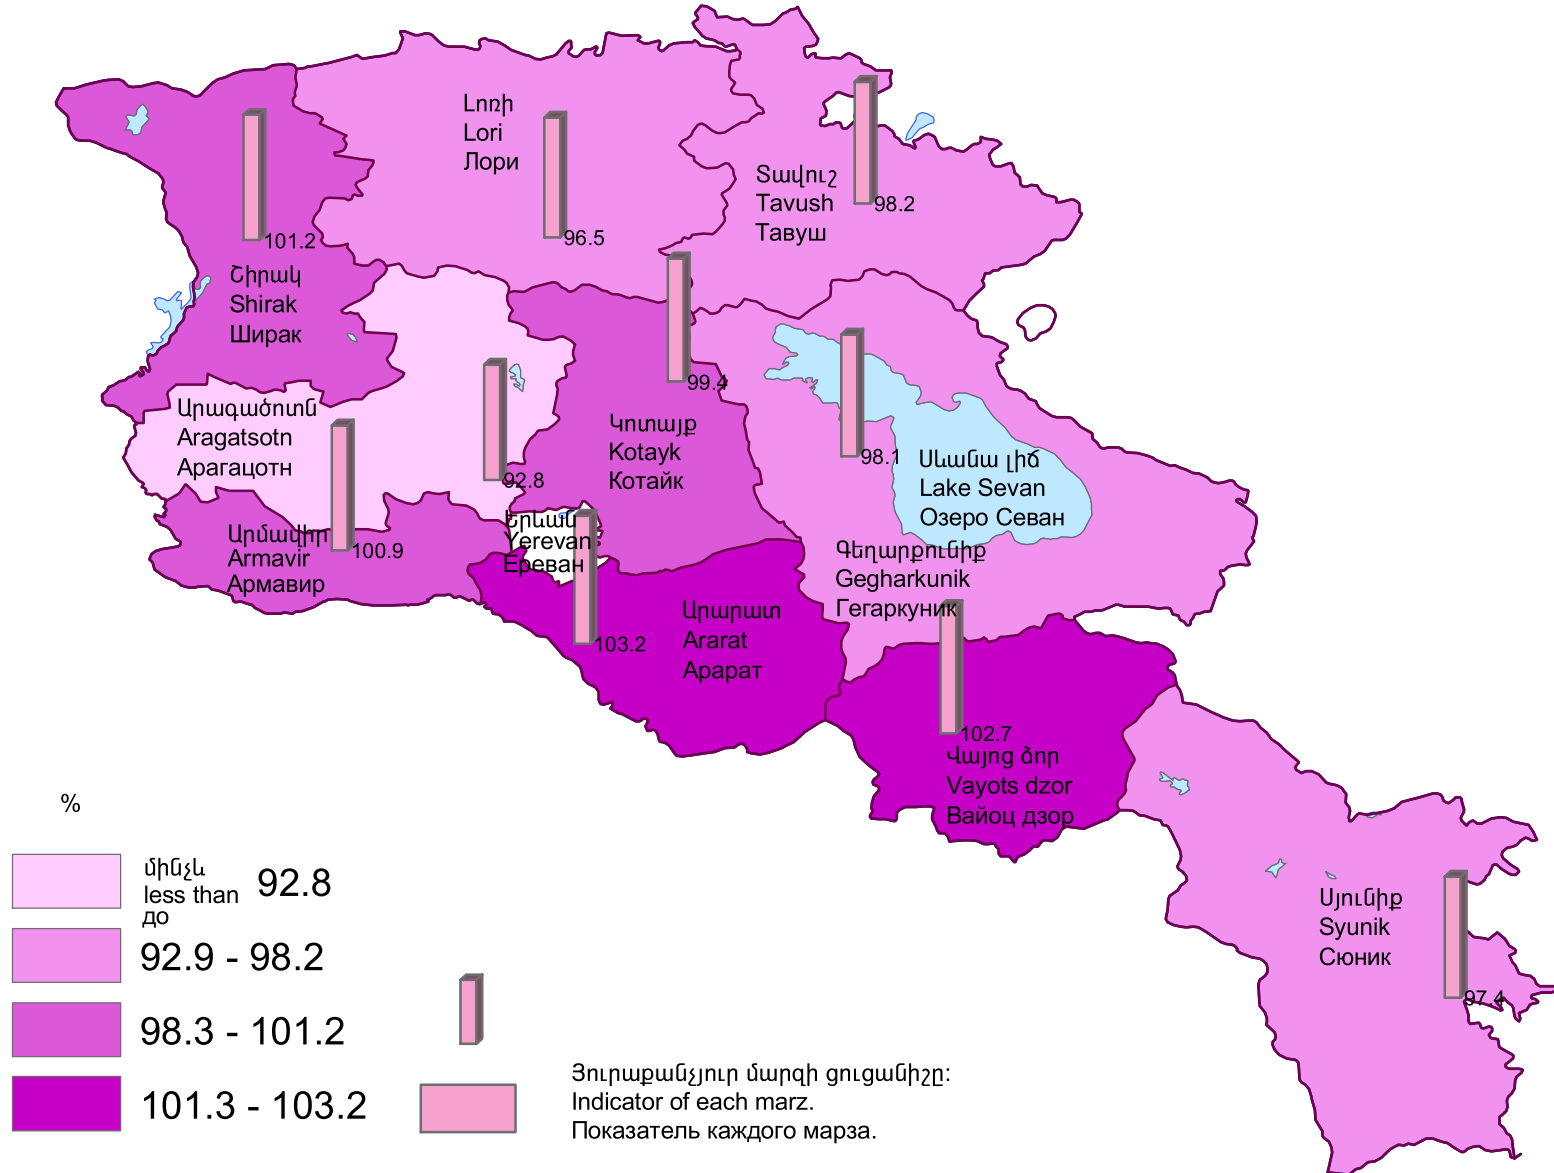 Լոռի
Lori
Лори
96.5
Տավուշ
Tavush
Тавуш
98.2
101.2
Շիրակ
Shirak
Ширак
99.4
Կոտայք
Kotayk
Котайк
Արագածոտն
Aragatsotn
Арагацотн
92.8
98.1
Սևանա լիճ
Lake Sevan
Озеро Севан
Արմավիր
Armavir
Армавир
100.9
Երևան
Yerevan
Ереван
Գեղարքունիք
Gegharkunik
Гегаркуник
Արարատ
Ararat
Арарат
103.2
102.7
Վայոց ձոր
Vayots dzor
Вайоц дзор
Սյունիք
Syunik
Сюник
97.4
%
մինչև
less than 92.8
до
92.9 - 98.2
98.3 - 101.2
101.3 - 103.2
Յուրաքանչյուր մարզի ցուցանիշը:
Indicator of each marz.
Показатель каждого марза.